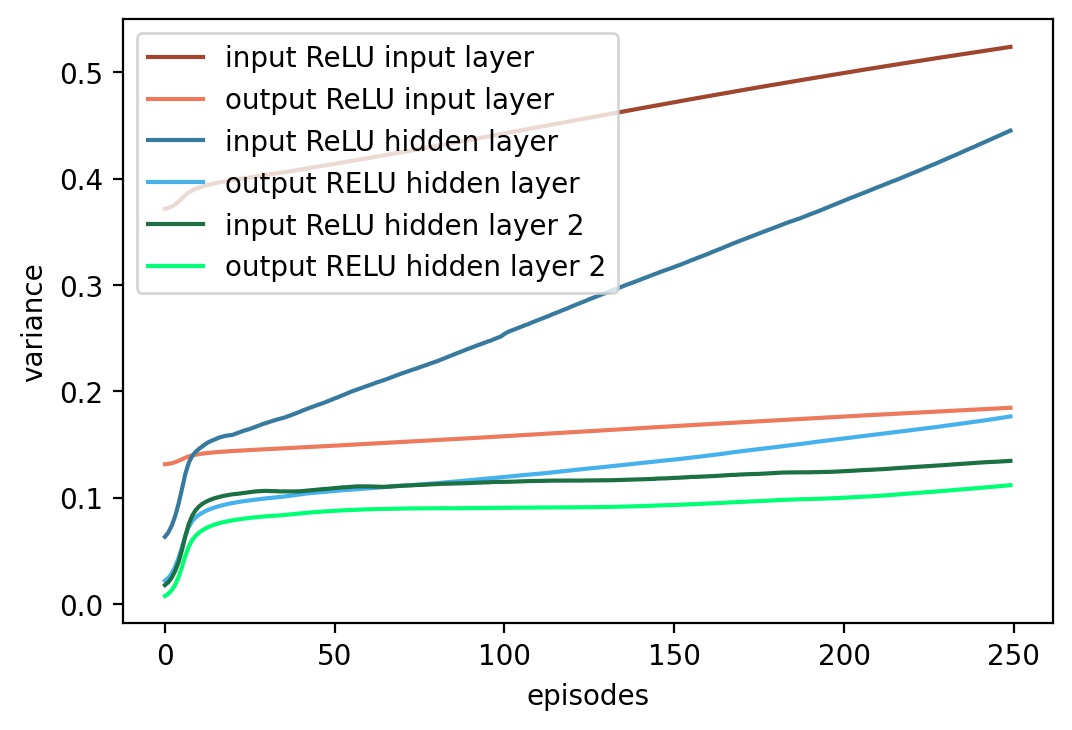 input ReLU input layer
output ReLU input layer
input ReLU hidden layer
output RELU hidden layer
input ReLU hidden layer 2
output RELU hidden layer 2
variance
0.5
0.4
0.3
0.2
0.1
0.0
0 50 100 150 200 250
episodes